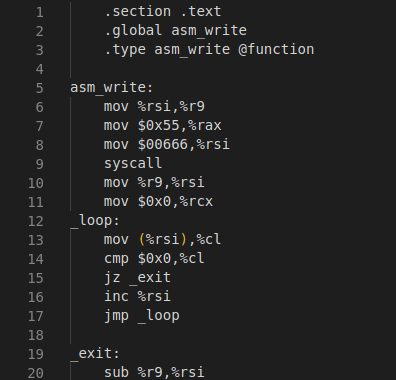 1 .section .text
2 .global asm_write
3 .type asm_write @function
4
5 asm_write:
6 mov %rsi,%r9
7 mov $0x55,%rax
8 mov $00666,%rsi
9 syscall
10 mov %r9,%rsi
11 mov $0x0,%rcx
12 _loop:
13 mov (%rsi),%cl
14 cmp $0x0,%cl
15 jz _exit
16 inc %rsi
17 jmp _loop
18
19 _exit:
20 sub %r9,%rsi